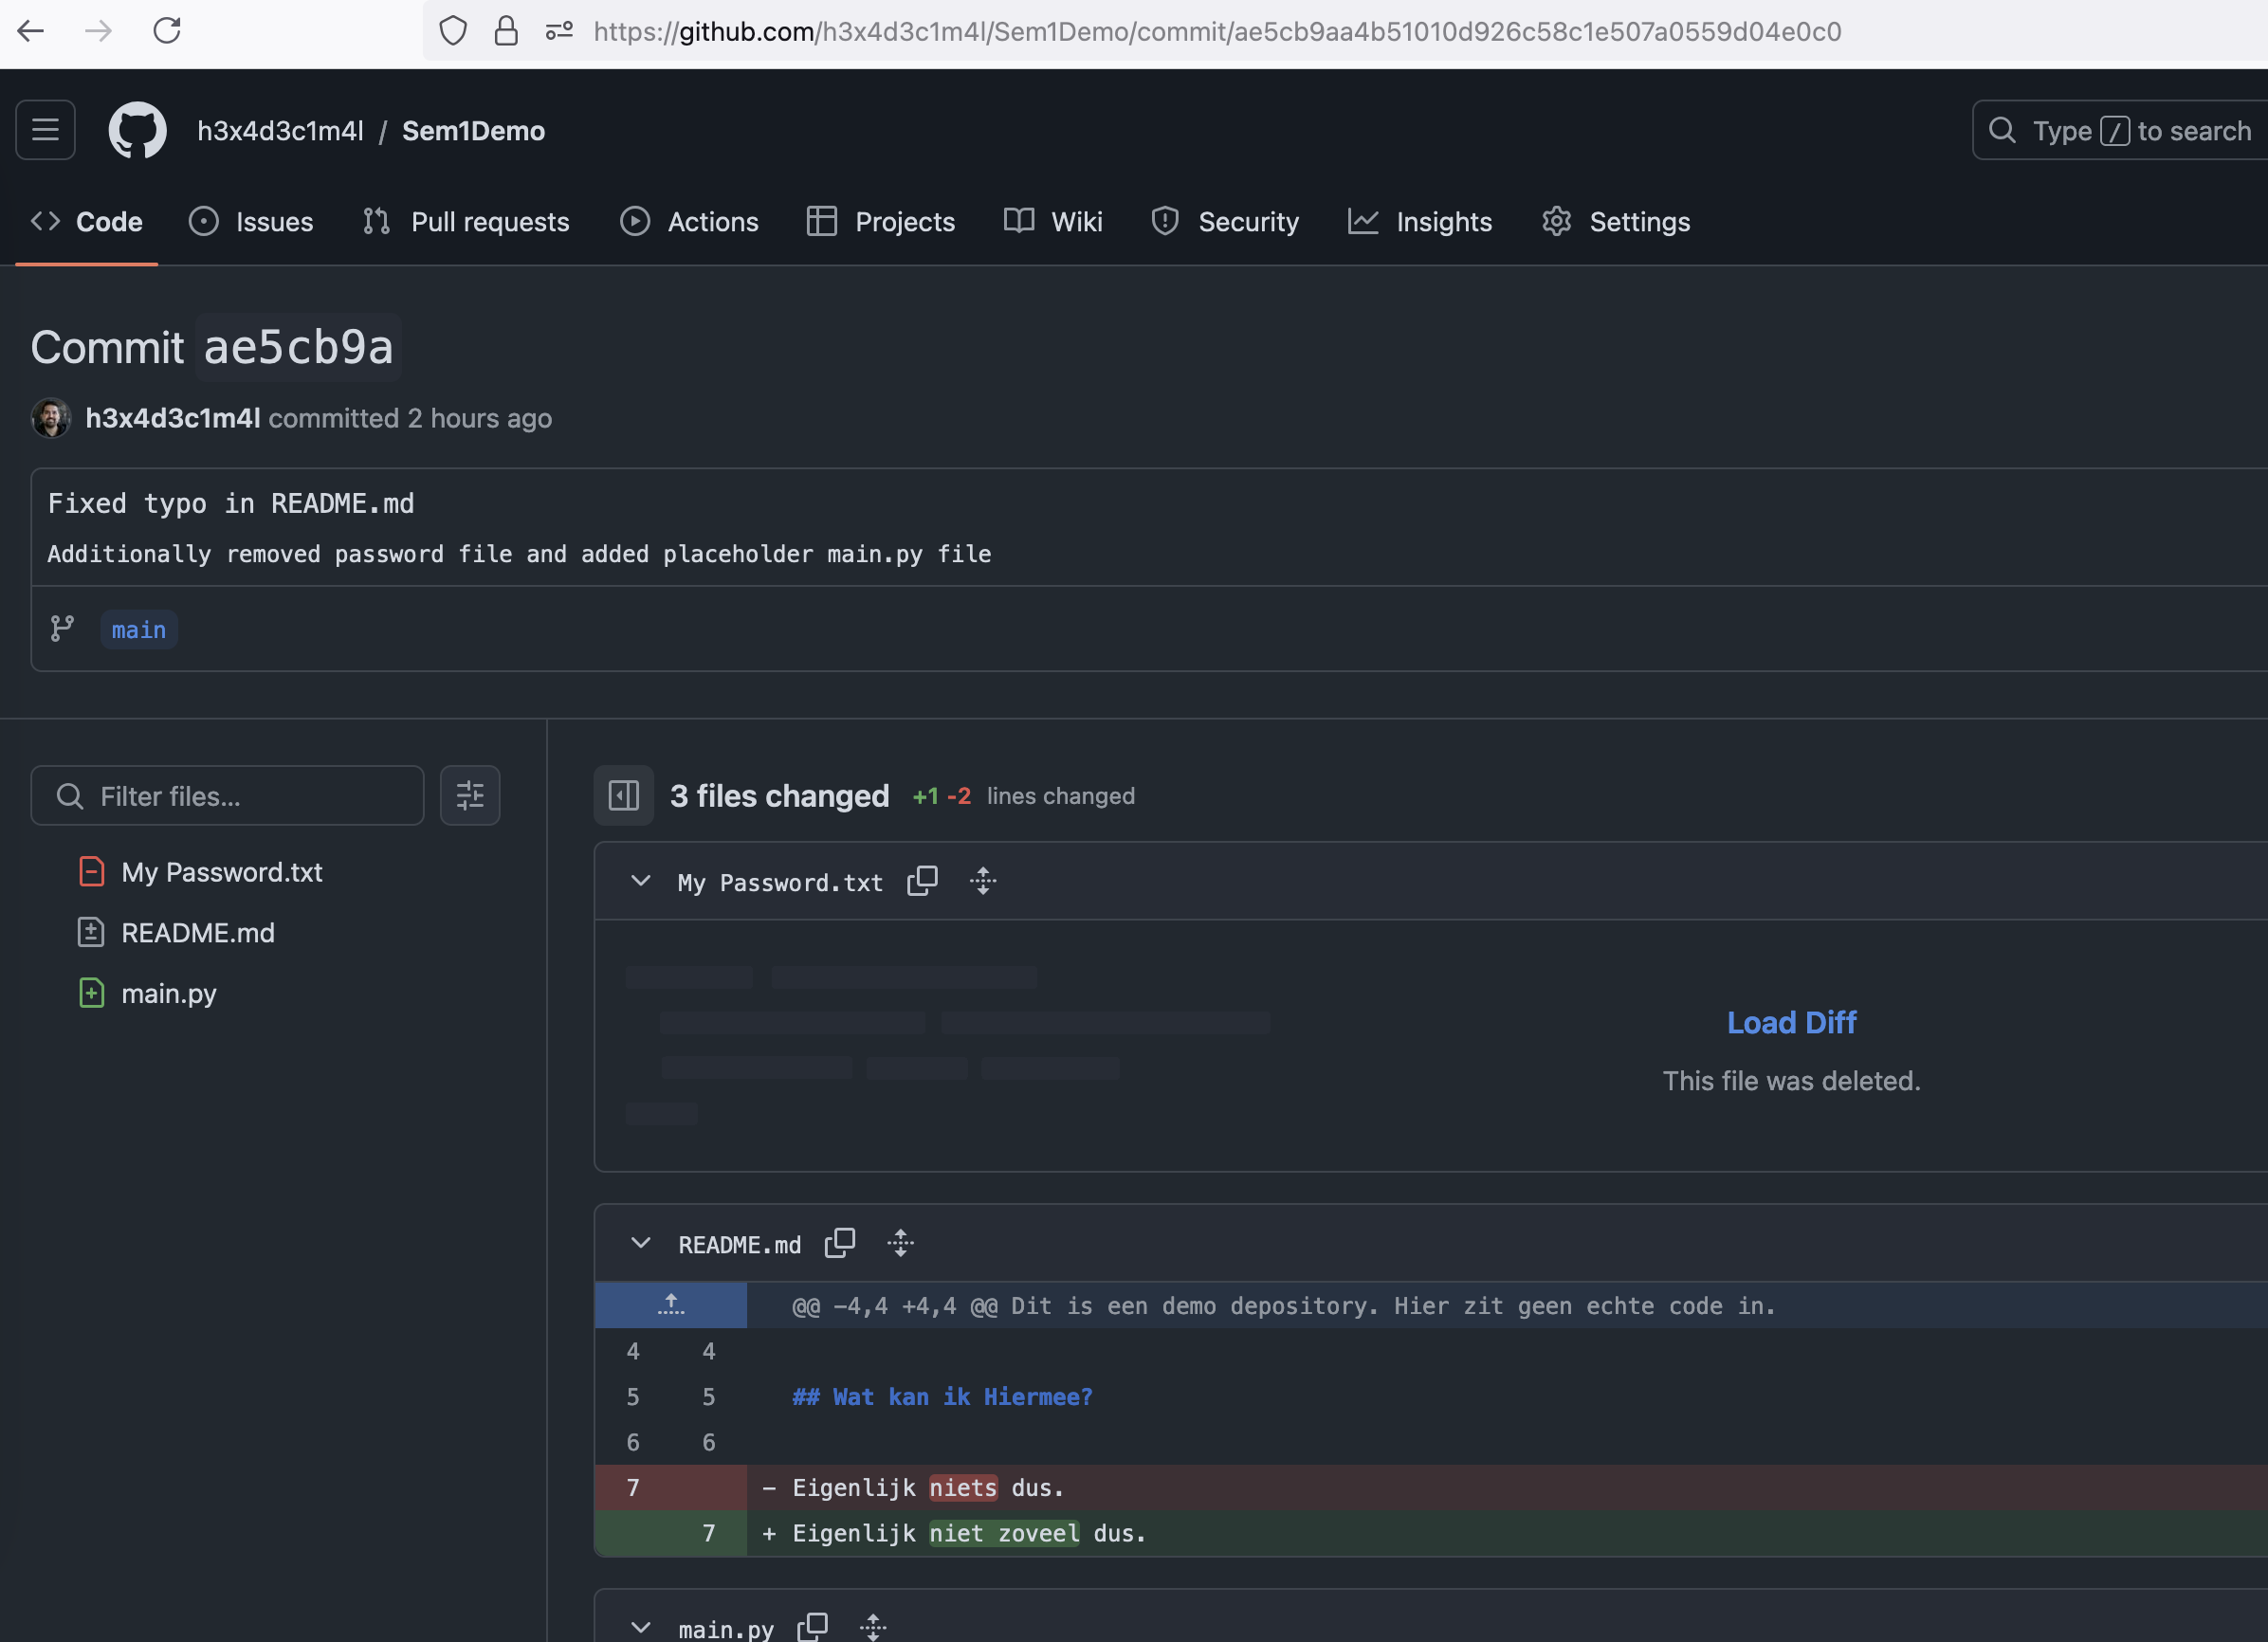 https://github.com/h3x4d3c1m4l/Sem1Demo/commit/ae5cb9aa4b51010d926c58c1e507a0559d04e0c0
h3x4d3c1m4l / Sem1Demo
Type / to search
Code Issues Pull requests Actions Projects Wiki Security Insights Settings
Commit ae5cb9a
h3x4d3c1m4l committed 2 hours ago
Fixed typo in README.md
Additionally removed password file and added placeholder main.py file
main
Filter files...
My Password.txt
README.md
main.py
3 files changed +1 -2 lines changed
My Password.txt
Load Diff
This file was deleted.
README.md
@@ -4,4 +4,4 @@ Dit is een demo depository. Hier zit geen echte code in.
4 4
5 5 ## Wat kan ik Hiermee?
6 6
7 - Eigenlijk niets dus.
7 + Eigenlijk niet zoveel dus.
main.py